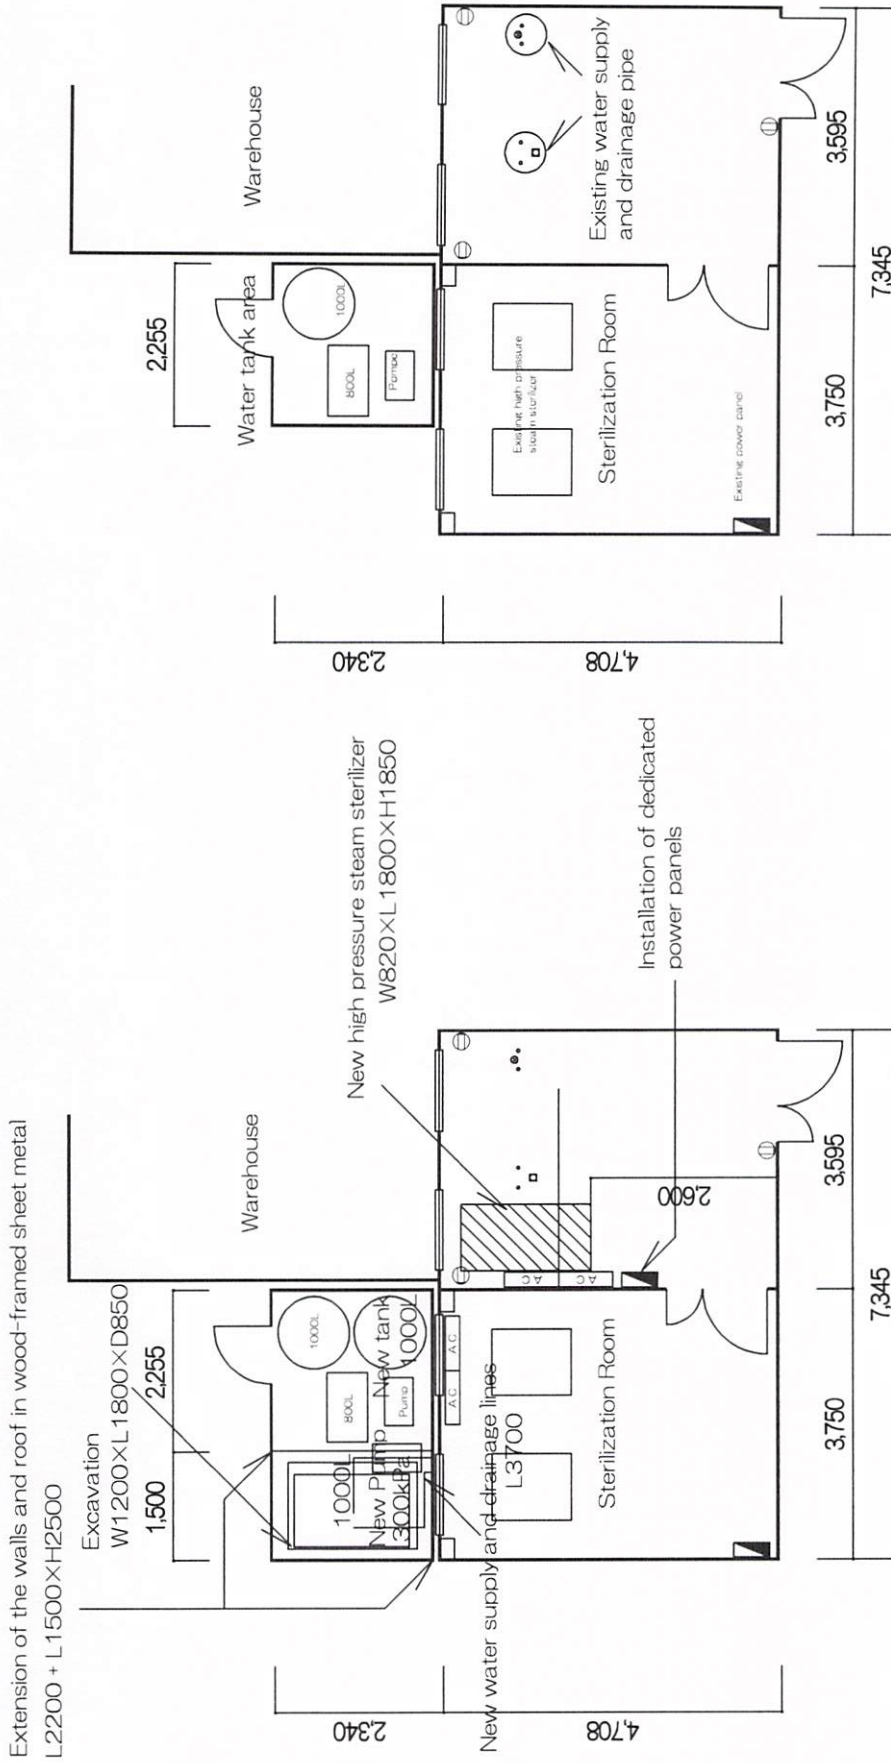 Extension of the walls and roof in wood-framed sheet metal
L2200 + L1500×H2500
Excavation
W1200×L1800×D850
1,500
2,255
Warehouse
1000L
800L
Pump
New tank
1000L
1000L
New Pump
300kPa
New water supply and drainage lines
L3700
AC
AC
AC
AC
New high pressure steam sterilizer
W820×L1800×H1850
Installation of dedicated
power panels
2,600
Sterilization Room
2,340
4,708
3,750
3,595
7,345
2,255
Water tank area
Warehouse
1000L
800L
Pompe
Existing high pressure
steam sterilizer
Sterilization Room
Existing power panel
Existing water supply
and drainage pipe
2,340
4,708
3,750
3,595
7,345